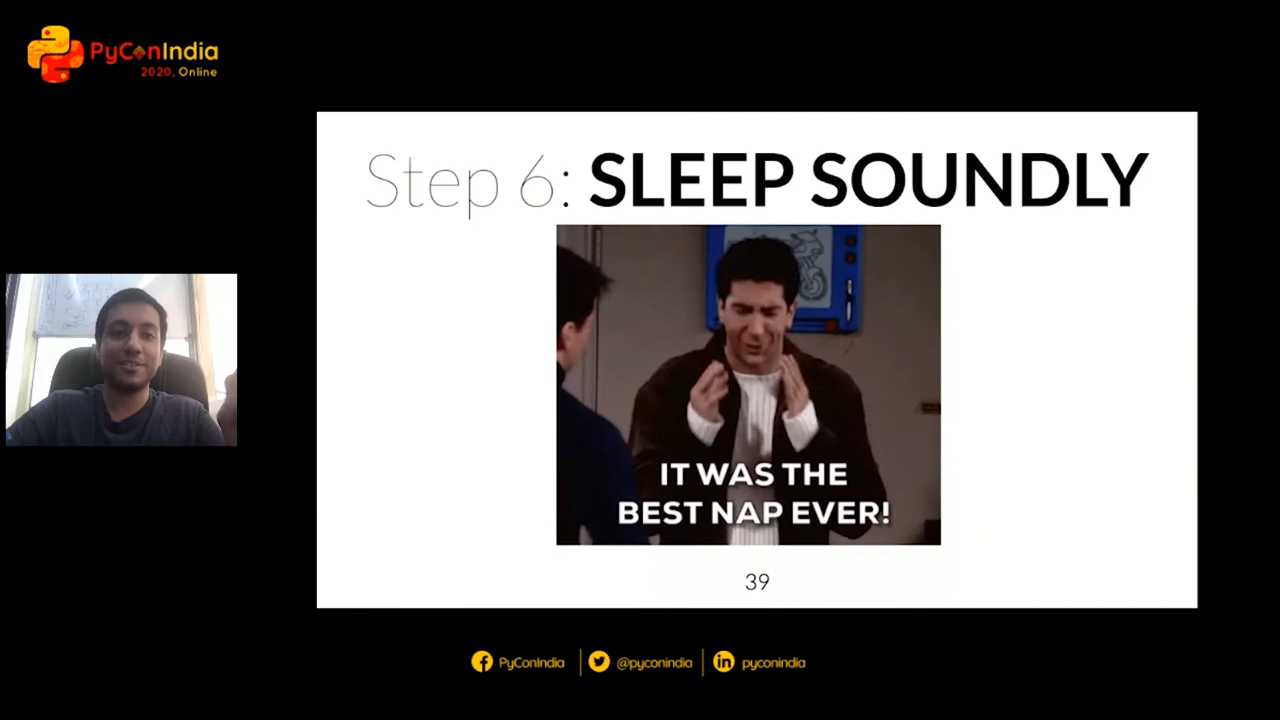 PyConIndia
2020, Online
Step 6: SLEEP SOUNDLY
IT WAS THE
BEST NAP EVER!
39
PyConIndia
@pyconindia
pyconindia